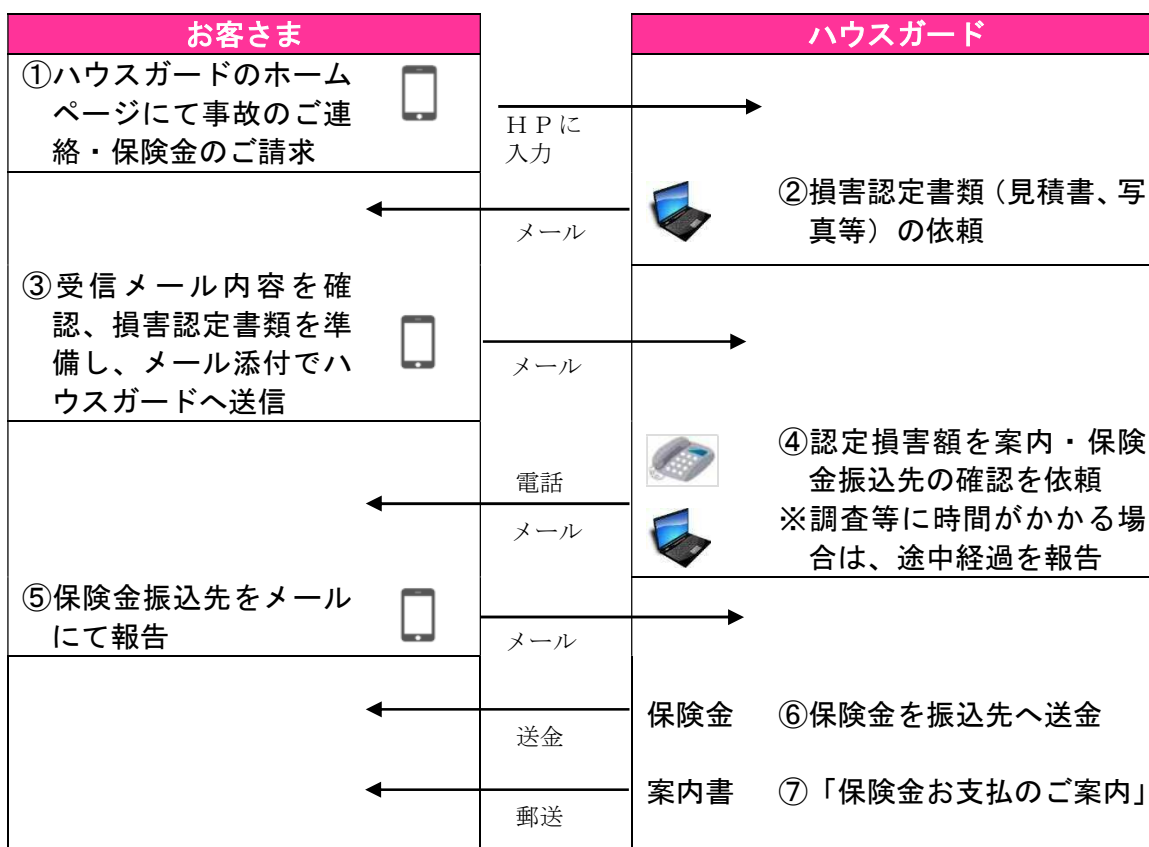 お客さま
ハウスガード
①ハウスガードのホーム
ページにて事故のご連
絡・保険金のご請求
ＨＰに
入力
②損害認定書類（見積書、写
真等）の依頼
メール
③受信メール内容を確
認、損害認定書類を準
備し、メール添付でハ
ウスガードへ送信
メール
④認定損害額を案内・保険
金振込先の確認を依頼
※調査等に時間がかかる場
合は、途中経過を報告
電話
メール
⑤保険金振込先をメール
にて報告
メール
保険金
⑥保険金を振込先へ送金
送金
案内書
⑦「保険金お支払のご案内」
郵送